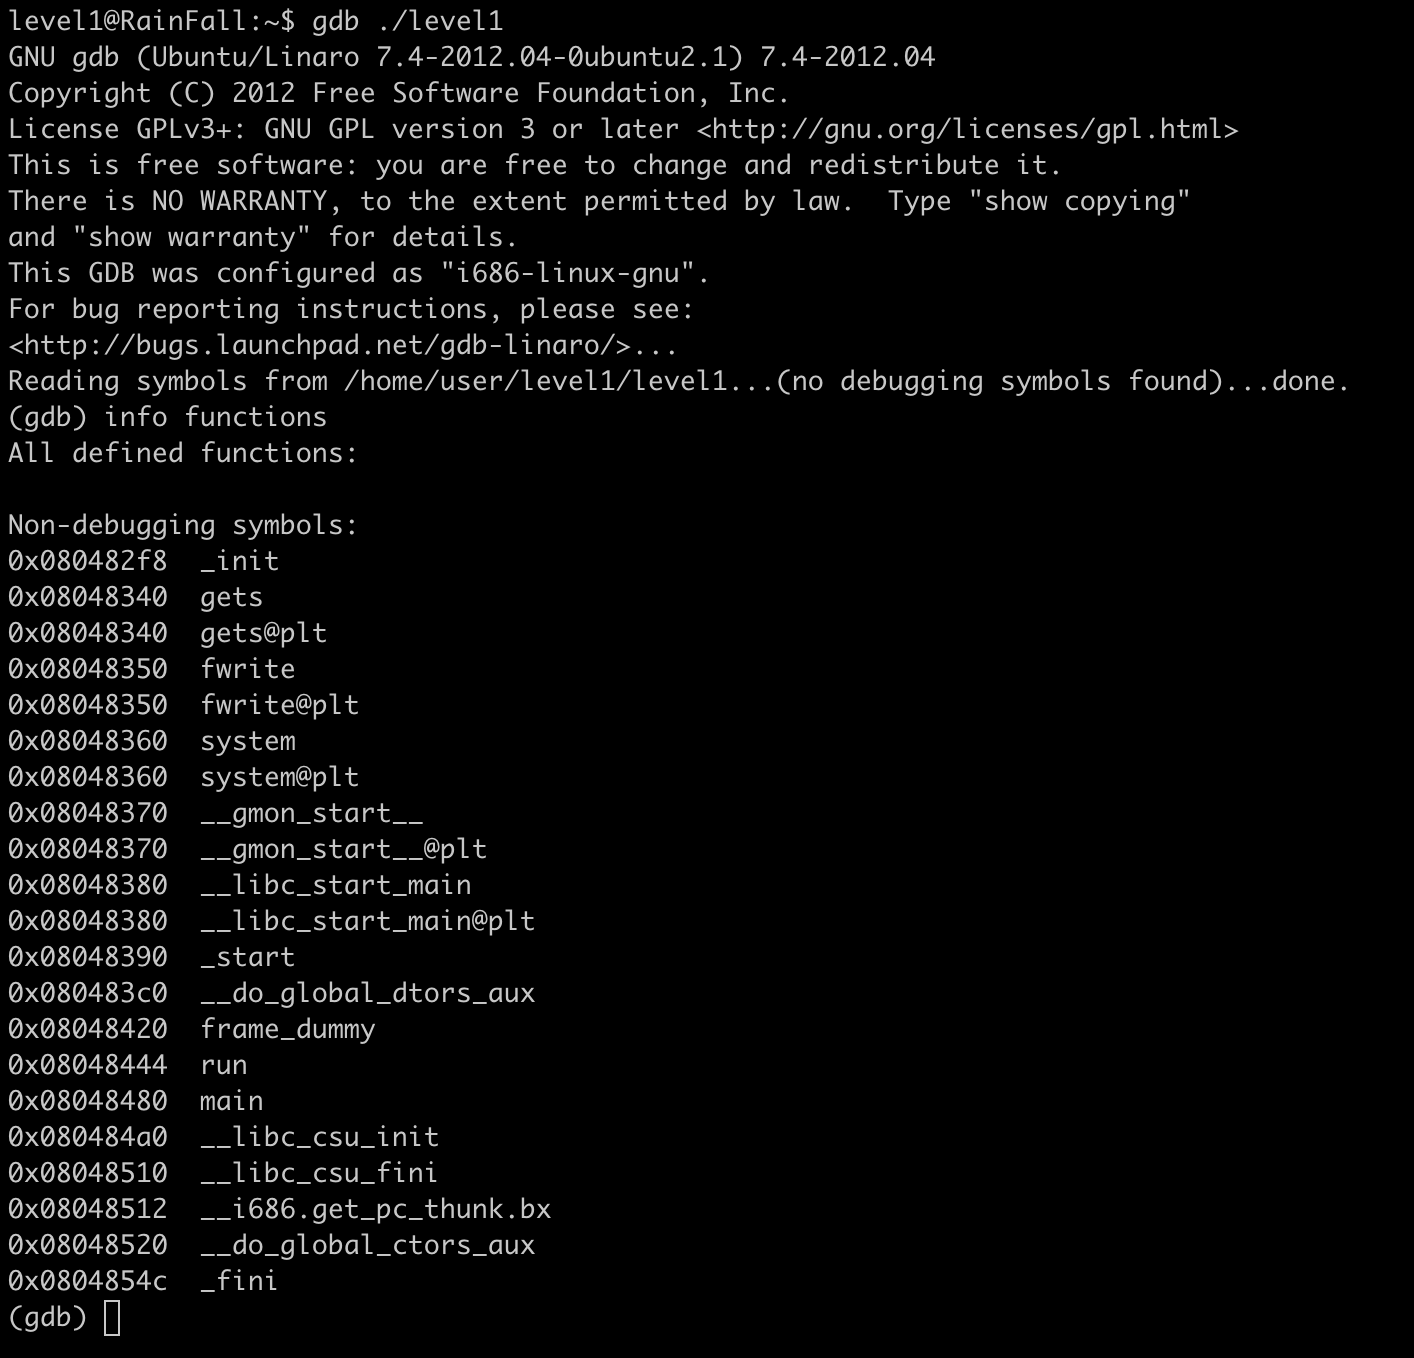 level1@RainFall:~$ gdb ./level1
GNU gdb (Ubuntu/Linaro 7.4-2012.04-0ubuntu2.1) 7.4-2012.04
Copyright (C) 2012 Free Software Foundation, Inc.
License GPLv3+: GNU GPL version 3 or later <http://gnu.org/licenses/gpl.html>
This is free software: you are free to change and redistribute it.
There is NO WARRANTY, to the extent permitted by law.  Type "show copying"
and "show warranty" for details.
This GDB was configured as "i686-linux-gnu".
For bug reporting instructions, please see:
<http://bugs.launchpad.net/gdb-linaro/>...
Reading symbols from /home/user/level1/level1...(no debugging symbols found)...done.
(gdb) info functions
All defined functions:

Non-debugging symbols:
0x080482f8  _init
0x08048340  gets
0x08048340  gets@plt
0x08048350  fwrite
0x08048350  fwrite@plt
0x08048360  system
0x08048360  system@plt
0x08048370  __gmon_start__
0x08048370  __gmon_start__@plt
0x08048380  __libc_start_main
0x08048380  __libc_start_main@plt
0x08048390  _start
0x080483c0  __do_global_dtors_aux
0x08048420  frame_dummy
0x08048444  run
0x08048480  main
0x080484a0  __libc_csu_init
0x08048510  __libc_csu_fini
0x08048512  __i686.get_pc_thunk.bx
0x08048520  __do_global_ctors_aux
0x0804854c  _fini
(gdb)